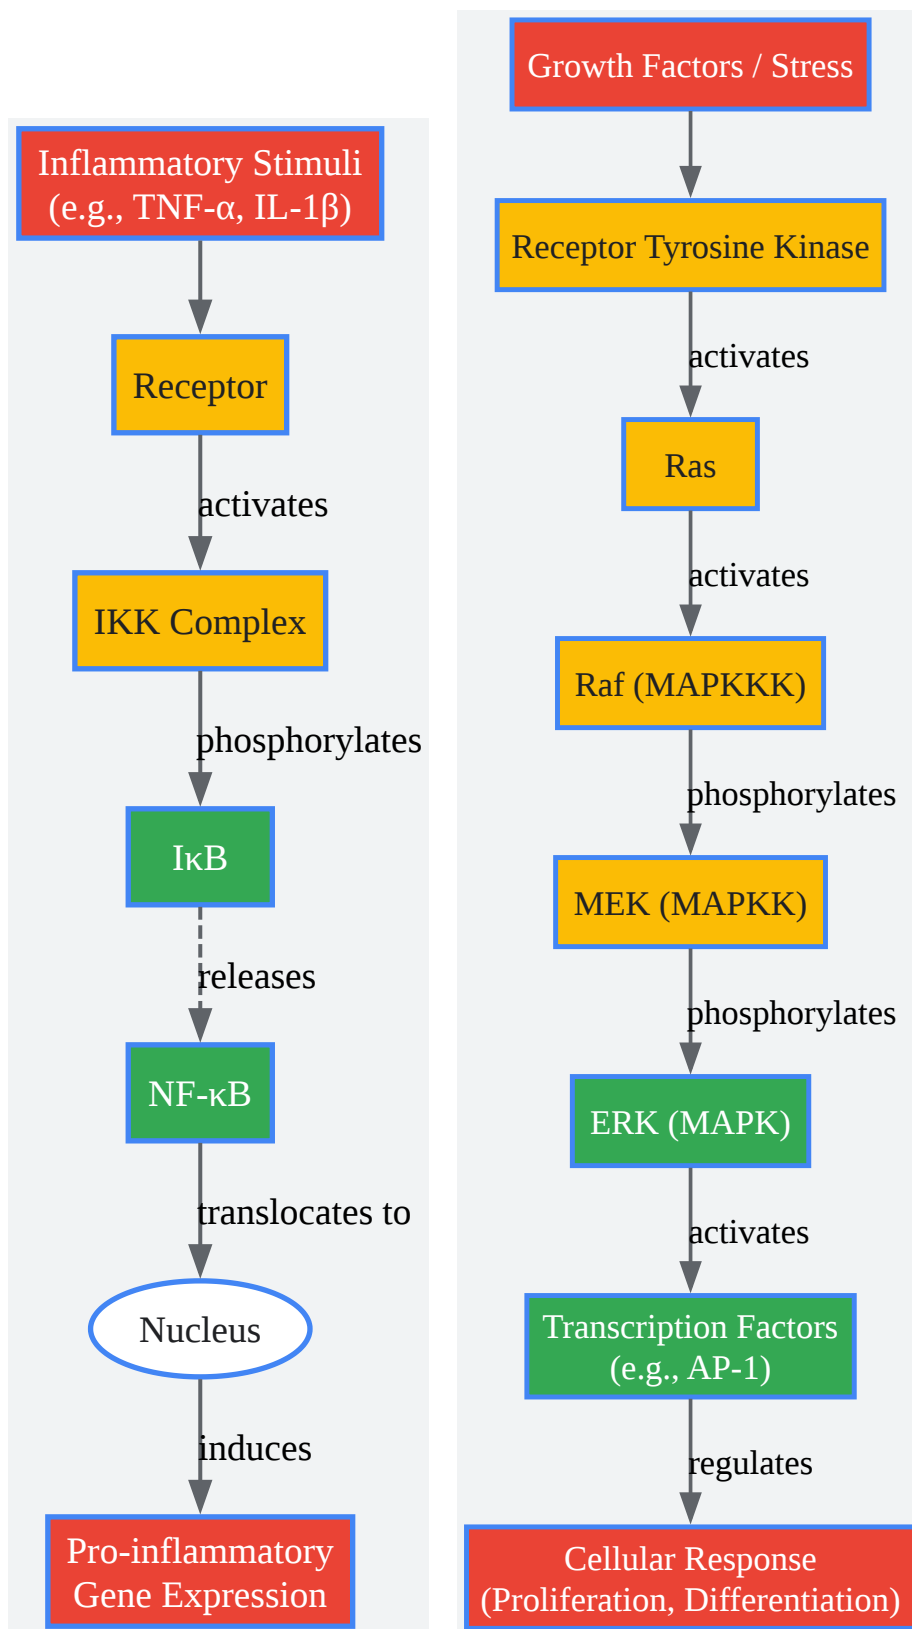 Inflammatory Stimuli
(e.g., TNF-α, IL-1β)
Receptor
activates
IKK Complex
phosphorylates
IκB
releases
NF-κB
translocates to
Nucleus
induces
Pro-inflammatory
Gene Expression
Growth Factors / Stress
Receptor Tyrosine Kinase
activates
Ras
activates
Raf (MAPKKK)
phosphorylates
MEK (MAPKK)
phosphorylates
ERK (MAPK)
activates
Transcription Factors
(e.g., AP-1)
regulates
Cellular Response
(Proliferation, Differentiation)